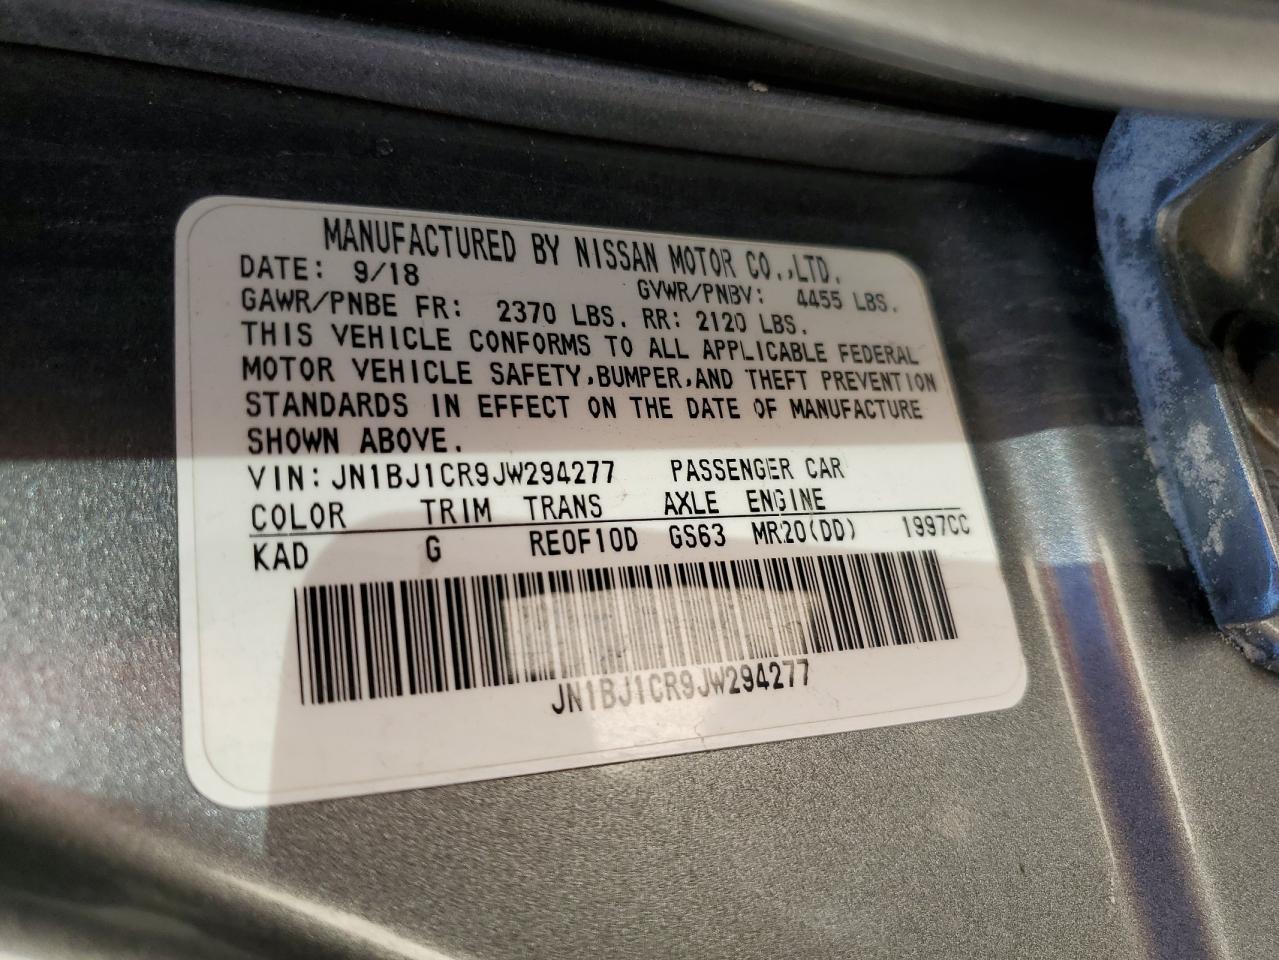 MANUFACTURED BY NISSAN MOTOR CO.,LTD.
DATE: 9/18 GVWR/PNBV: 4455 LBS.
GAWR/PNBE FR: 2370 LBS. RR: 2120 LBS.
THIS VEHICLE CONFORMS TO ALL APPLICABLE FEDERAL
MOTOR VEHICLE SAFETY,BUMPER,AND THEFT PREVENTION
STANDARDS IN EFFECT ON THE DATE OF MANUFACTURE
SHOWN ABOVE.
VIN:JN1BJ1CR9JW294277 PASSENGER CAR
COLOR TRIM TRANS AXLE ENGINE
KAD G RE0F10D GS63 MR20(DD) 1997CC
JN1BJ1CR9JW294277